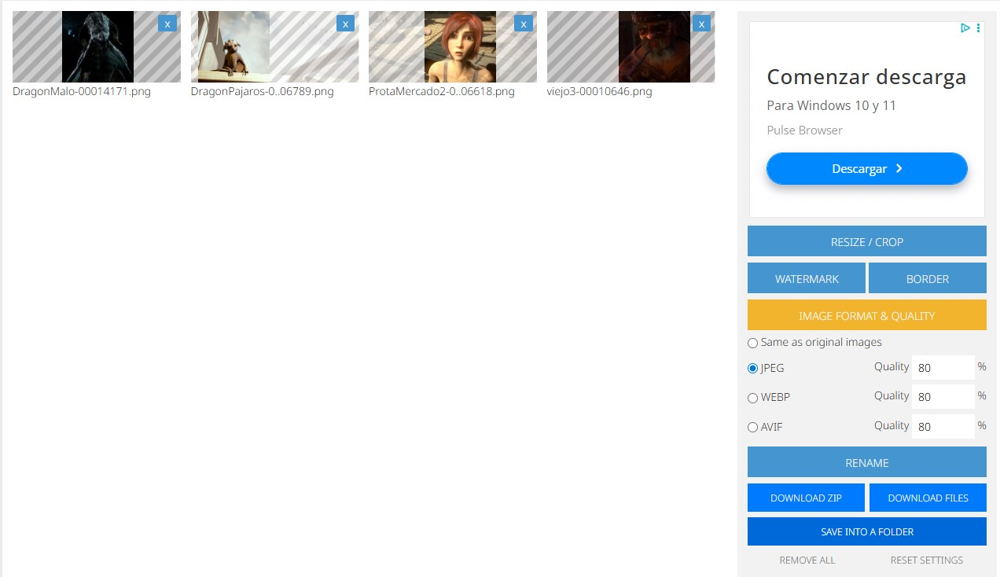 x
x
x
x
DragonMalo-00014171.png
DragonPajaros-0..06789.png
ProtaMercado2-0..06618.png
viejo3-00010646.png
Comenzar descarga
Para Windows 10 y 11
Pulse Browser
Descargar
RESIZE / CROP
WATERMARK
BORDER
IMAGE FORMAT & QUALITY
Same as original images
JPEG Quality 80 %
WEBP Quality 80 %
AVIF Quality 80 %
RENAME
DOWNLOAD ZIP
DOWNLOAD FILES
SAVE INTO A FOLDER
REMOVE ALL
RESET SETTINGS